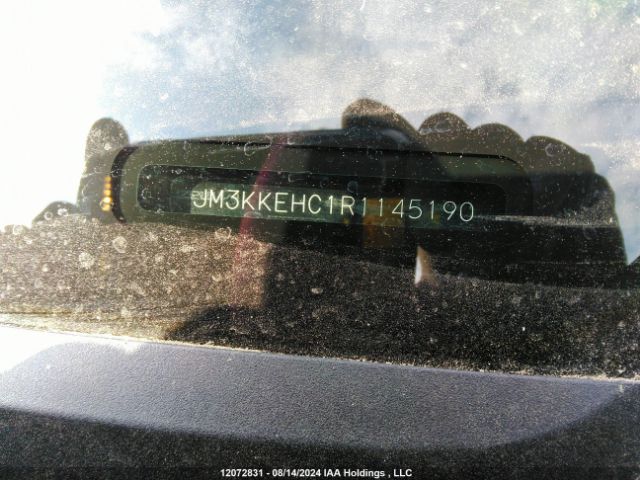 JM3KKEHC1R1145190
12072831 - 08/14/2024 IAA Holdings , LLC